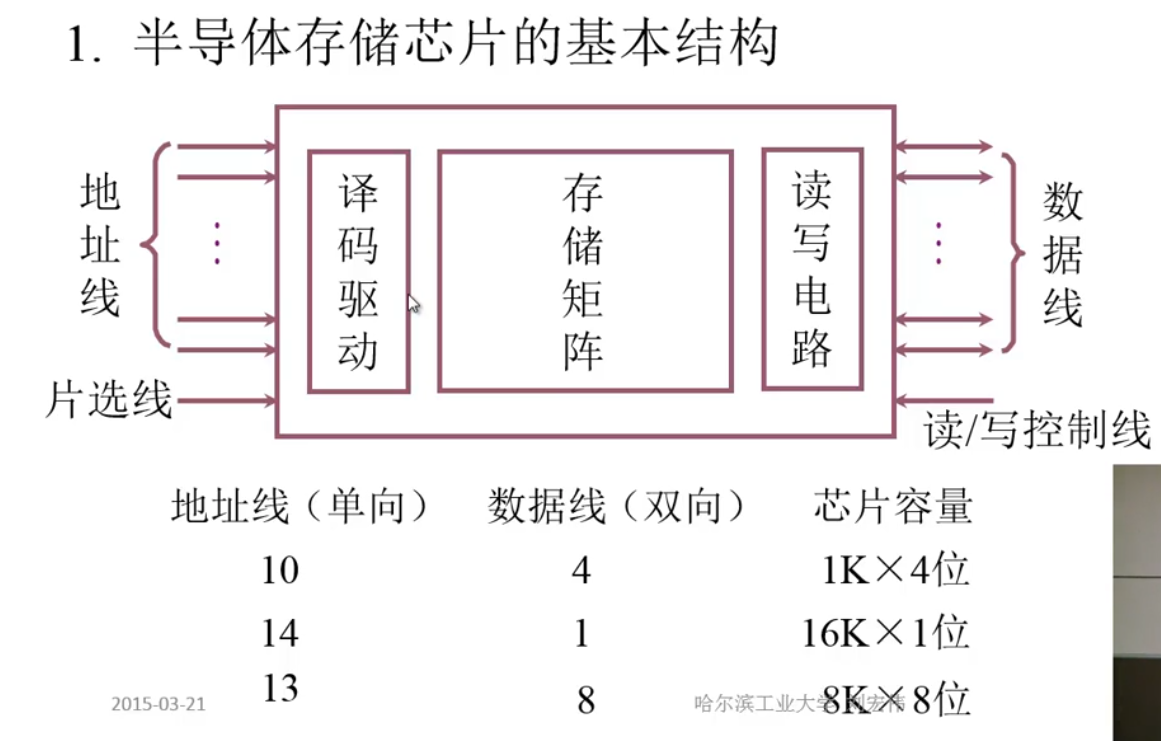 1. 半导体存储芯片的基本结构
地址线
片选线
译码驱动
存储矩阵
读写电路
数据线
读/写控制线
地址线（单向） 数据线（双向） 芯片容量
10 4 1K×4位
14 1 16K×1位
13 8 8K×8位
2015-03-21 哈尔滨工业大学 刘宏伟